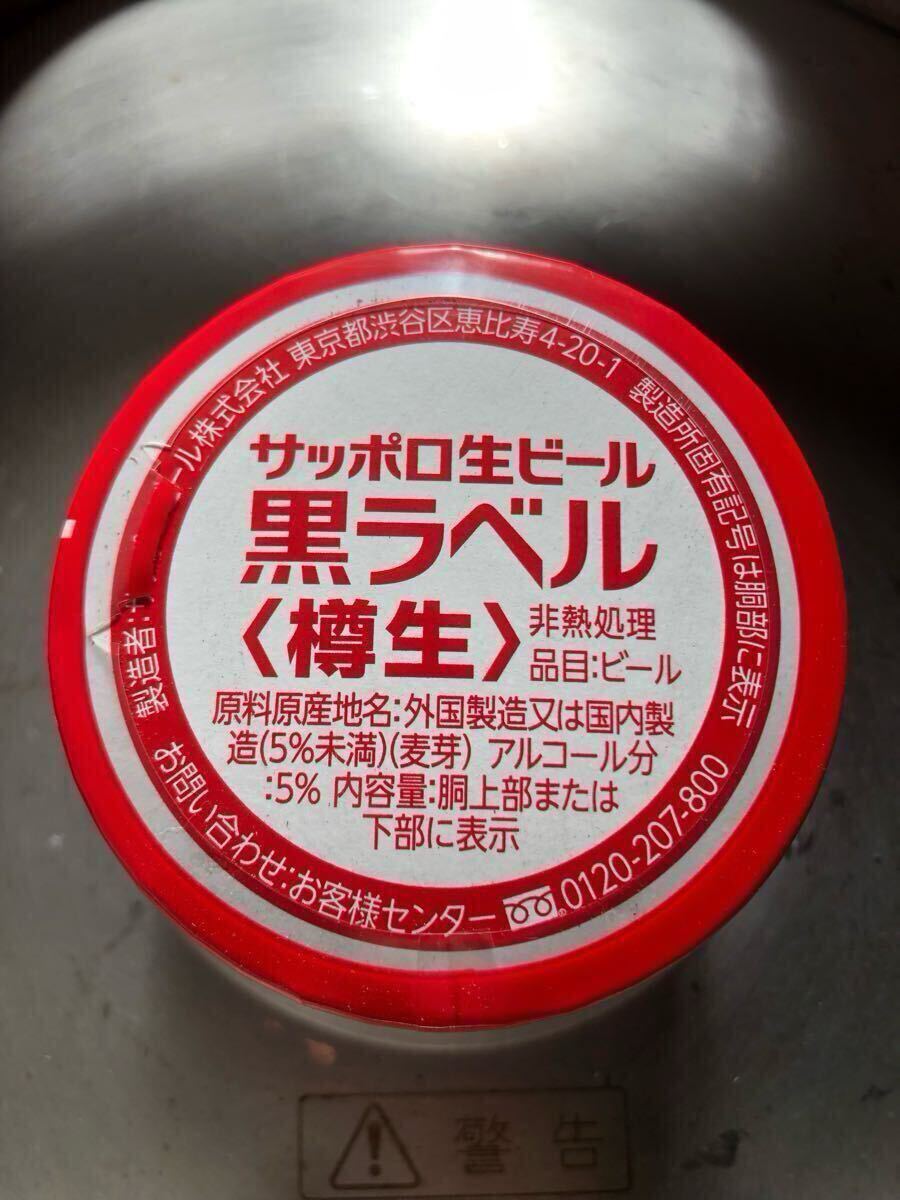 サッポロ生ビール
黒ラベル
〈樽生〉
非熱処理
品目:ビール
原料原産地名:外国製造又は国内製
造(5%未満)(麦芽) アルコール分
:5% 内容量:胴上部または
下部に表示
製造者:
ール株式会社 東京都渋谷区恵比寿4-20-1 製造所固有記号は胴部に表示
お問い合わせ:お客様センター 0120-207-800
警告